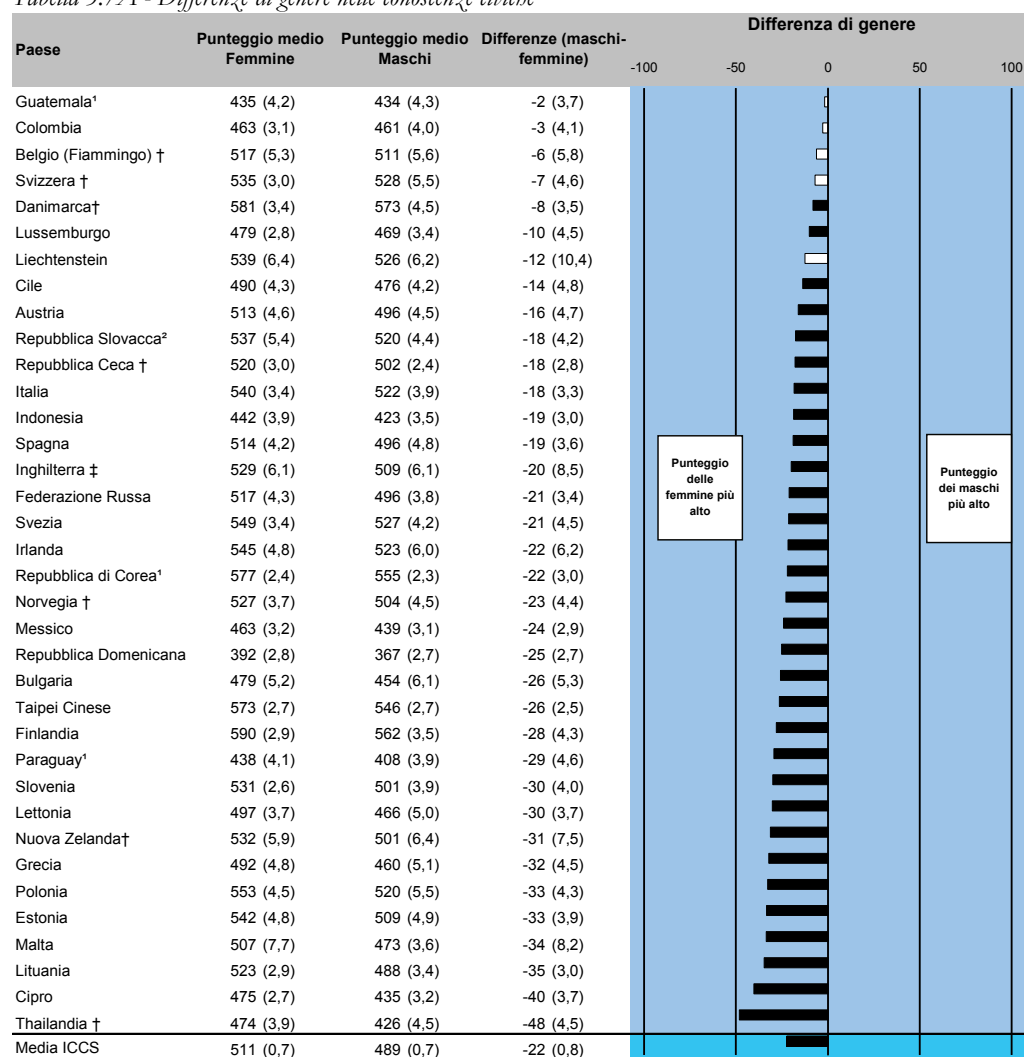 Tabella 3.7A - Differenze di genere nelle conoscenze civiche
Paese Punteggio medio Femmine Punteggio medio Maschi Differenze (maschi-femmine) Differenza di genere
-100 -50 0 50 100
Guatemala¹ 435 (4,2) 434 (4,3) -2 (3,7)
Colombia 463 (3,1) 461 (4,0) -3 (4,1)
Belgio (Fiammingo) † 517 (5,3) 511 (5,6) -6 (5,8)
Svizzera † 535 (3,0) 528 (5,5) -7 (4,6)
Danimarca† 581 (3,4) 573 (4,5) -8 (3,5)
Lussemburgo 479 (2,8) 469 (3,4) -10 (4,5)
Liechtenstein 539 (6,4) 526 (6,2) -12 (10,4)
Cile 490 (4,3) 476 (4,2) -14 (4,8)
Austria 513 (4,6) 496 (4,5) -16 (4,7)
Repubblica Slovacca² 537 (5,4) 520 (4,4) -18 (4,2)
Repubblica Ceca † 520 (3,0) 502 (2,4) -18 (2,8)
Italia 540 (3,4) 522 (3,9) -18 (3,3)
Indonesia 442 (3,9) 423 (3,5) -19 (3,0)
Spagna 514 (4,2) 496 (4,8) -19 (3,6)
Inghilterra ‡ 529 (6,1) 509 (6,1) -20 (8,5)
Federazione Russa 517 (4,3) 496 (3,8) -21 (3,4)
Svezia 549 (3,4) 527 (4,2) -21 (4,5)
Irlanda 545 (4,8) 523 (6,0) -22 (6,2)
Repubblica di Corea¹ 577 (2,4) 555 (2,3) -22 (3,0)
Norvegia † 527 (3,7) 504 (4,5) -23 (4,4)
Messico 463 (3,2) 439 (3,1) -24 (2,9)
Repubblica Domenicana 392 (2,8) 367 (2,7) -25 (2,7)
Bulgaria 479 (5,2) 454 (6,1) -26 (5,3)
Taipei Cinese 573 (2,7) 546 (2,7) -26 (2,5)
Finlandia 590 (2,9) 562 (3,5) -28 (4,3)
Paraguay¹ 438 (4,1) 408 (3,9) -29 (4,6)
Slovenia 531 (2,6) 501 (3,9) -30 (4,0)
Lettonia 497 (3,7) 466 (5,0) -30 (3,7)
Nuova Zelanda† 532 (5,9) 501 (6,4) -31 (7,5)
Grecia 492 (4,8) 460 (5,1) -32 (4,5)
Polonia 553 (4,5) 520 (5,5) -33 (4,3)
Estonia 542 (4,8) 509 (4,9) -33 (3,9)
Malta 507 (7,7) 473 (3,6) -34 (8,2)
Lituania 523 (2,9) 488 (3,4) -35 (3,0)
Cipro 475 (2,7) 435 (3,2) -40 (3,7)
Thailandia † 474 (3,9) 426 (4,5) -48 (4,5)
Media ICCS 511 (0,7) 489 (0,7) -22 (0,8)
Punteggio
delle
femmine più
alto
Punteggio
dei maschi
più alto